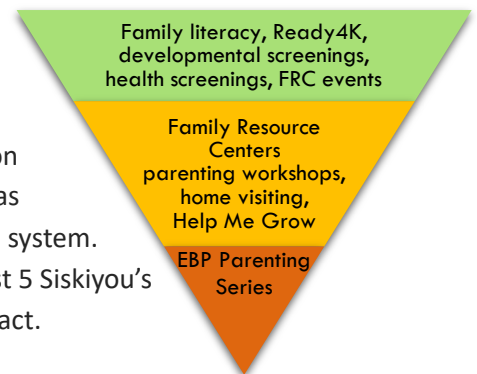 Family literacy, Ready4K,
developmental screenings,
health screenings, FRC events
Family Resource
Centers
parenting workshops,
home visiting,
Help Me Grow
EBP Parenting
Series
on
as
system.
st 5 Siskiyou's
act.